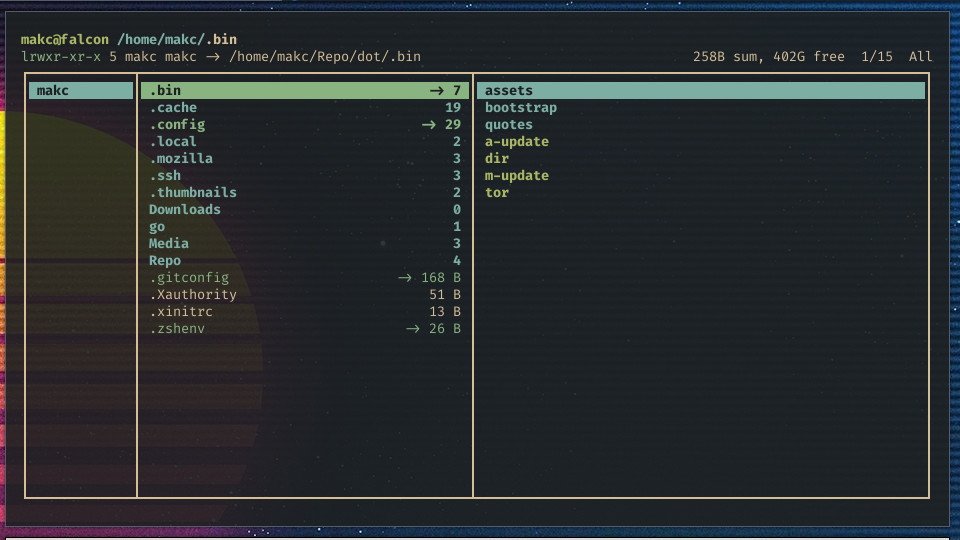 makc@falcon /home/makc/.bin
lrwxr-xr-x 5 makc makc -> /home/makc/Repo/dot/.bin 258B sum, 402G free 1/15 All
makc .bin -> 7 assets
.cache 19 bootstrap
.config -> 29 quotes
.local 2 a-update
.mozilla 3 dir
.ssh 3 m-update
.thumbnails 2 tor
Downloads 0
go 1
Media 3
Repo 4
.gitconfig -> 168 B
.Xauthority 51 B
.xinitrc 13 B
.zshenv -> 26 B